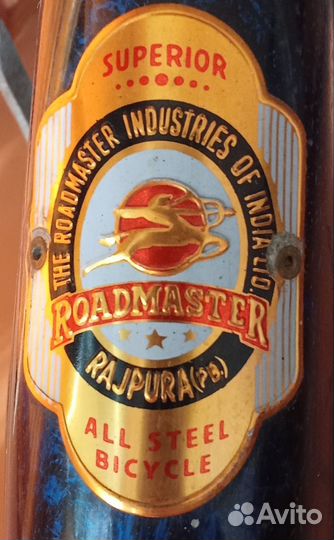 SUPERIOR
THE ROADMASTER INDUSTRIES OF INDIA LTD.
ROADMASTER
RAJPURA (PB.)
ALL STEEL
BICYCLE
Avito